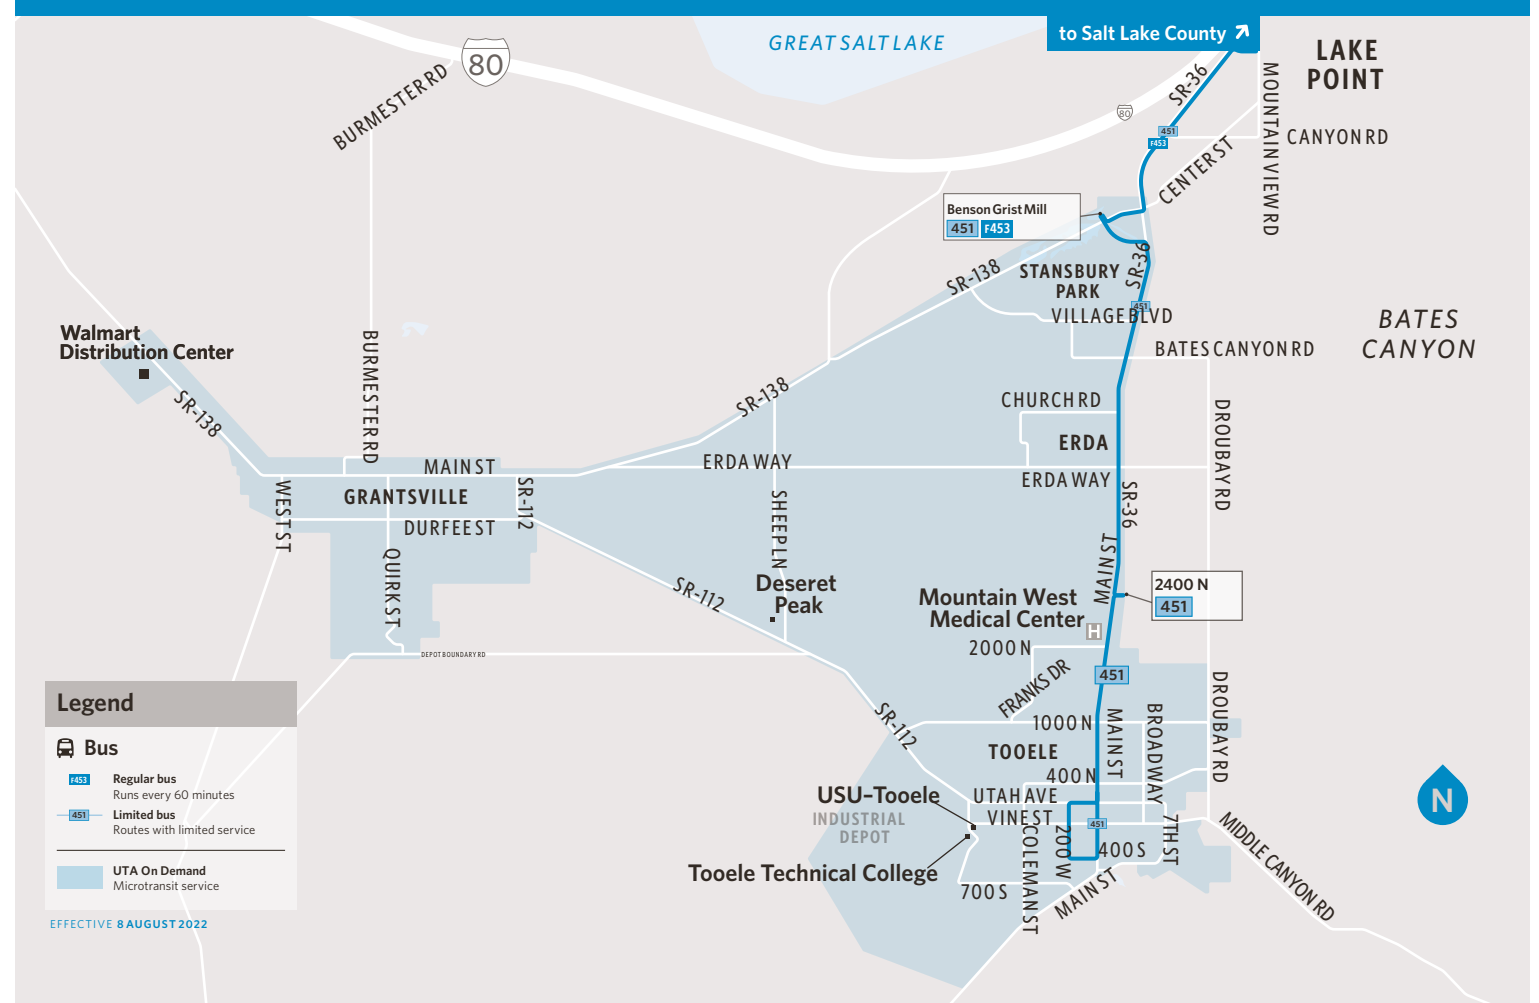 to Salt Lake County
GREAT SALT LAKE
LAKE
POINT
80
BURMESTER RD
SR-36
MOUNTAIN VIEW RD
80
451
F453
CANYON RD
CENTER ST
Benson Grist Mill
451 F453
SR-138
STANSBURY
PARK
SR-36
451
VILLAGE BLVD
BATES
CANYON
BATES CANYON RD
Walmart
Distribution Center
BURMESTER RD
SR-138
SR-138
CHURCH RD
DROUBAY RD
ERDA
MAIN ST
ERDA WAY
ERDA WAY
GRANTSVILLE
WEST ST
SR-112
SHEEP LN
SR-36
DURFEE ST
QUIRK ST
MAIN ST
SR-112
Deseret
Peak
Mountain West
Medical Center
H
2400 N
451
2000 N
DEPOT BOUNDARY RD
451
FRANKS DR
DROUBAY RD
SR-112
1000 N
MAIN ST
BROADWAY
TOOELE
400 N
USU–Tooele
UTAH AVE
INDUSTRIAL
DEPOT
VINE ST
451
COLEMAN ST
200 W
400 S
7TH ST
MIDDLE CANYON RD
Tooele Technical College
700 S
MAIN ST
N
Legend
Bus
F453
Regular bus
Runs every 60 minutes
451
Limited bus
Routes with limited service
UTA On Demand
Microtransit service
EFFECTIVE 8 AUGUST 2022